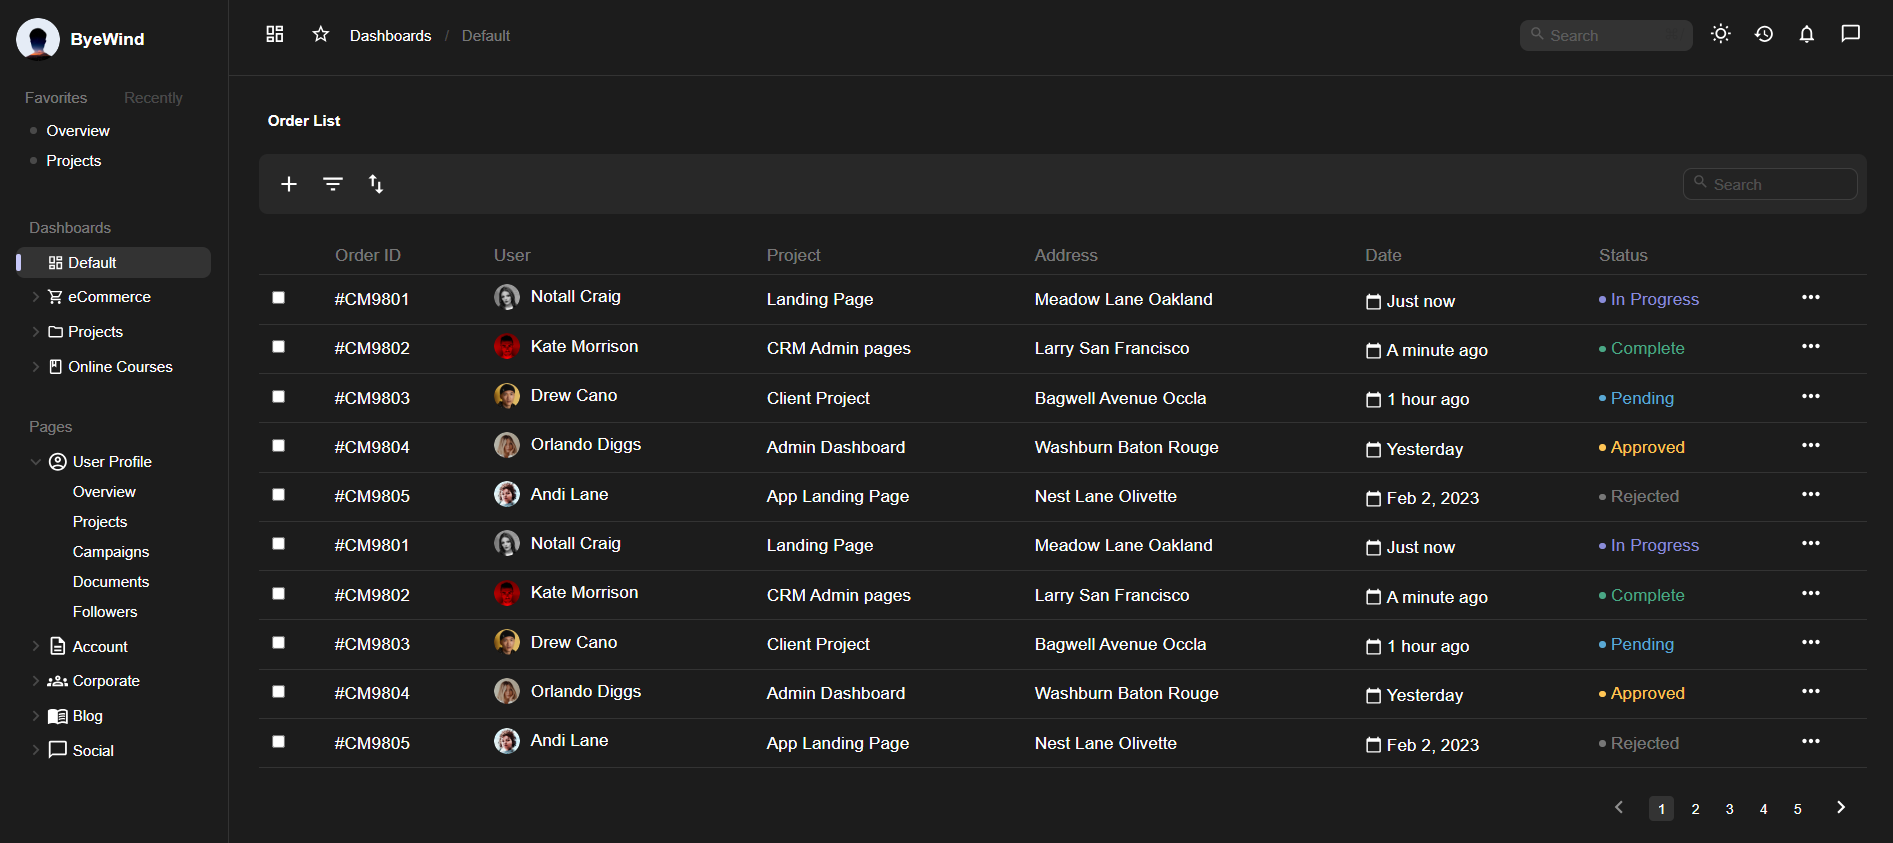 ByeWind
Favorites Recently
Overview
Projects
Dashboards
Default
eCommerce
Projects
Online Courses
Pages
User Profile
Overview
Projects
Campaigns
Documents
Followers
Account
Corporate
Blog
Social
Dashboards / Default
Search
Order List
Search
Order ID User Project Address Date Status
#CM9801 Notall Craig Landing Page Meadow Lane Oakland Just now In Progress
#CM9802 Kate Morrison CRM Admin pages Larry San Francisco A minute ago Complete
#CM9803 Drew Cano Client Project Bagwell Avenue Occla 1 hour ago Pending
#CM9804 Orlando Diggs Admin Dashboard Washburn Baton Rouge Yesterday Approved
#CM9805 Andi Lane App Landing Page Nest Lane Olivette Feb 2, 2023 Rejected
#CM9801 Notall Craig Landing Page Meadow Lane Oakland Just now In Progress
#CM9802 Kate Morrison CRM Admin pages Larry San Francisco A minute ago Complete
#CM9803 Drew Cano Client Project Bagwell Avenue Occla 1 hour ago Pending
#CM9804 Orlando Diggs Admin Dashboard Washburn Baton Rouge Yesterday Approved
#CM9805 Andi Lane App Landing Page Nest Lane Olivette Feb 2, 2023 Rejected
1 2 3 4 5